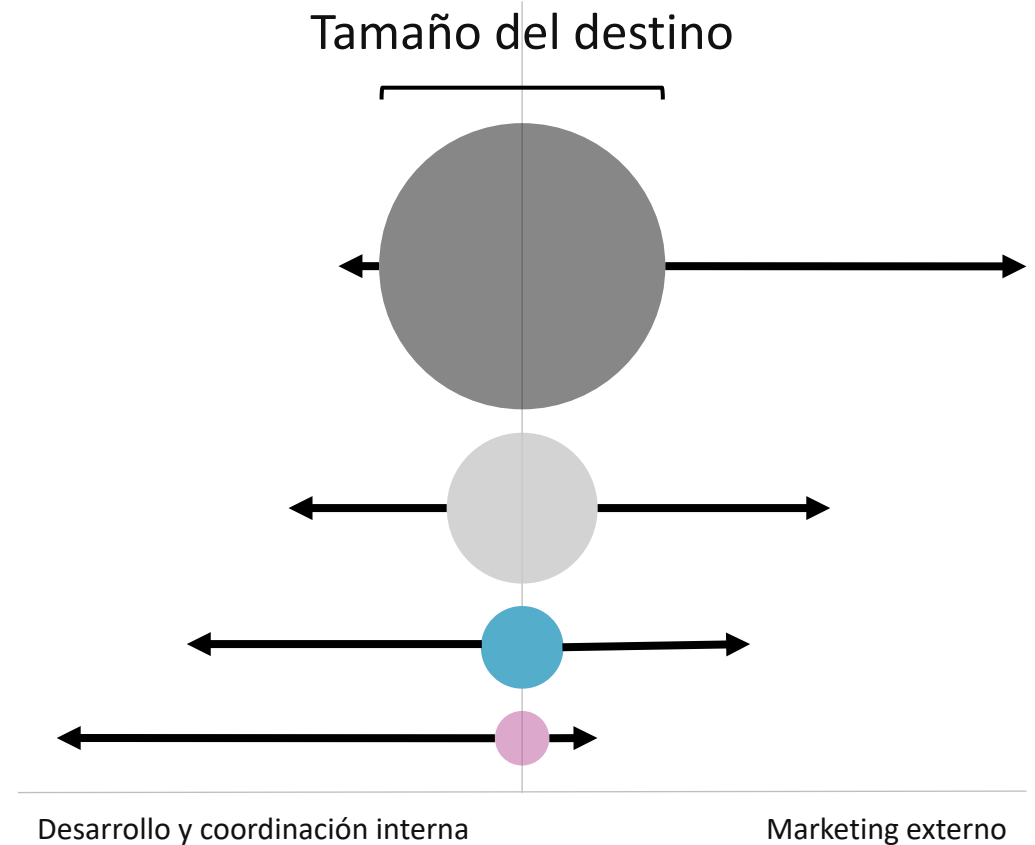 Tamaño del destino
Desarrollo y coordinación interna
Marketing externo